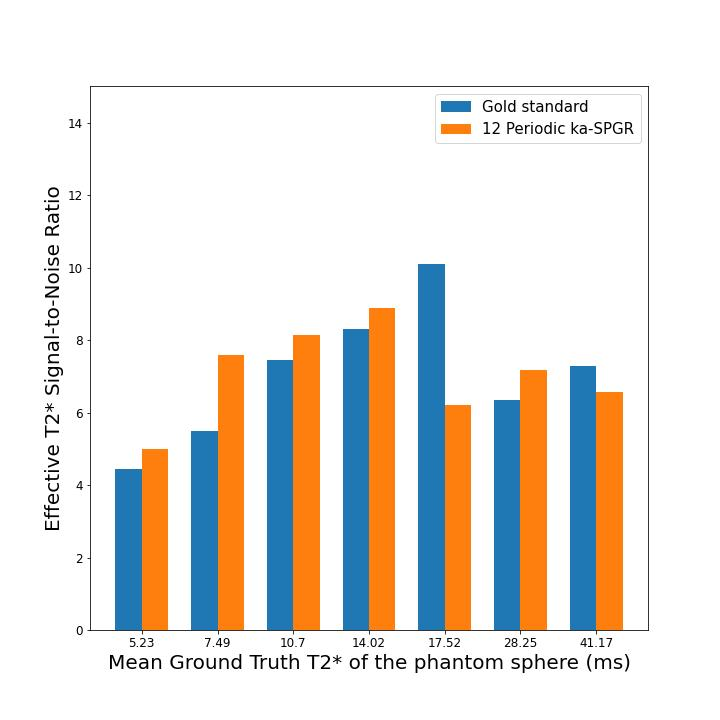 Gold standard
12 Periodic ka-SPGR
14
12
10
8
6
4
2
0
Effective T2* Signal-to-Noise Ratio
5.23 7.49 10.7 14.02 17.52 28.25 41.17
Mean Ground Truth T2* of the phantom sphere (ms)